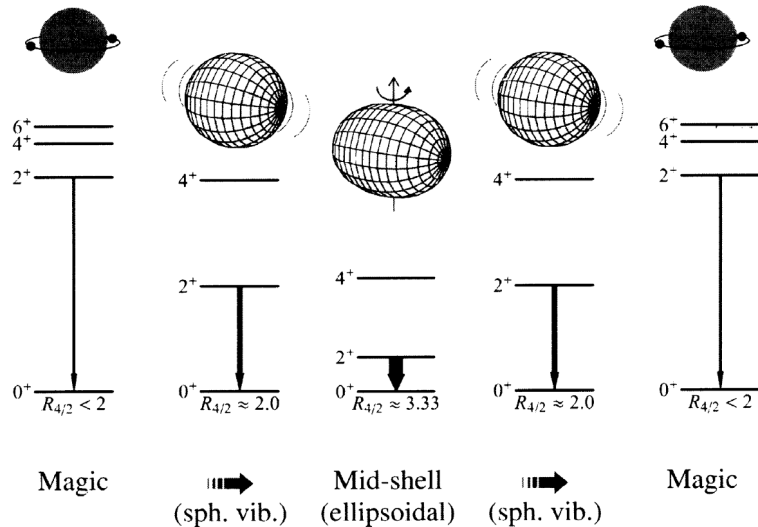 6⁺
4⁺
2⁺
0⁺
R₄/₂ < 2
4⁺
2⁺
0⁺
R₄/₂ ≈ 2.0
4⁺
2⁺
0⁺
R₄/₂ ≈ 3.33
4⁺
2⁺
0⁺
R₄/₂ ≈ 2.0
6⁺
4⁺
2⁺
0⁺
R₄/₂ < 2
Magic
(sph. vib.)
Mid-shell
(ellipsoidal)
(sph. vib.)
Magic